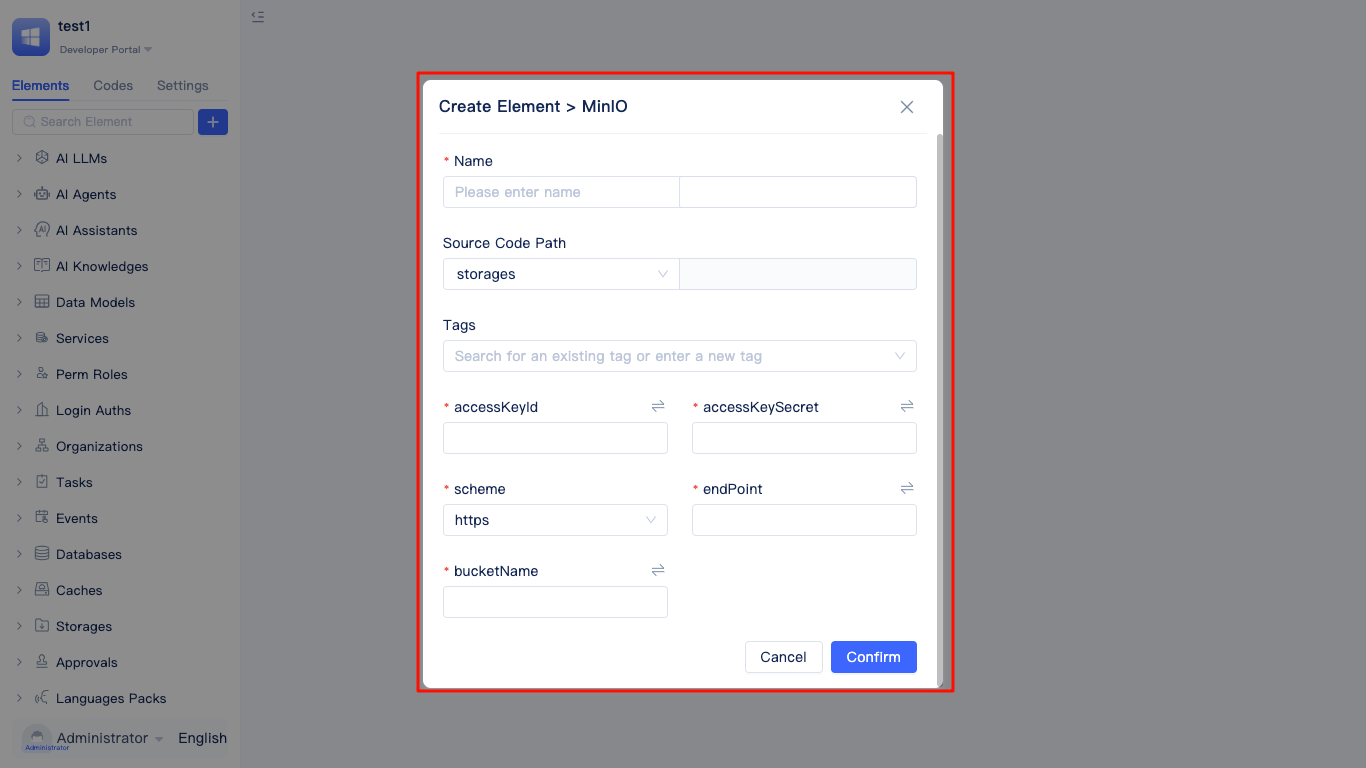 test1
Developer Portal
Elements Codes Settings
Search Element
AI LLMs
AI Agents
AI Assistants
AI Knowledges
Data Models
Services
Perm Roles
Login Auths
Organizations
Tasks
Events
Databases
Caches
Storages
Approvals
Languages Packs
Administrator English
Administrator
Create Element > MinIO
* Name
Please enter name
Source Code Path
storages
Tags
Search for an existing tag or enter a new tag
* accessKeyId * accessKeySecret
* scheme * endPoint
https
* bucketName
Cancel Confirm